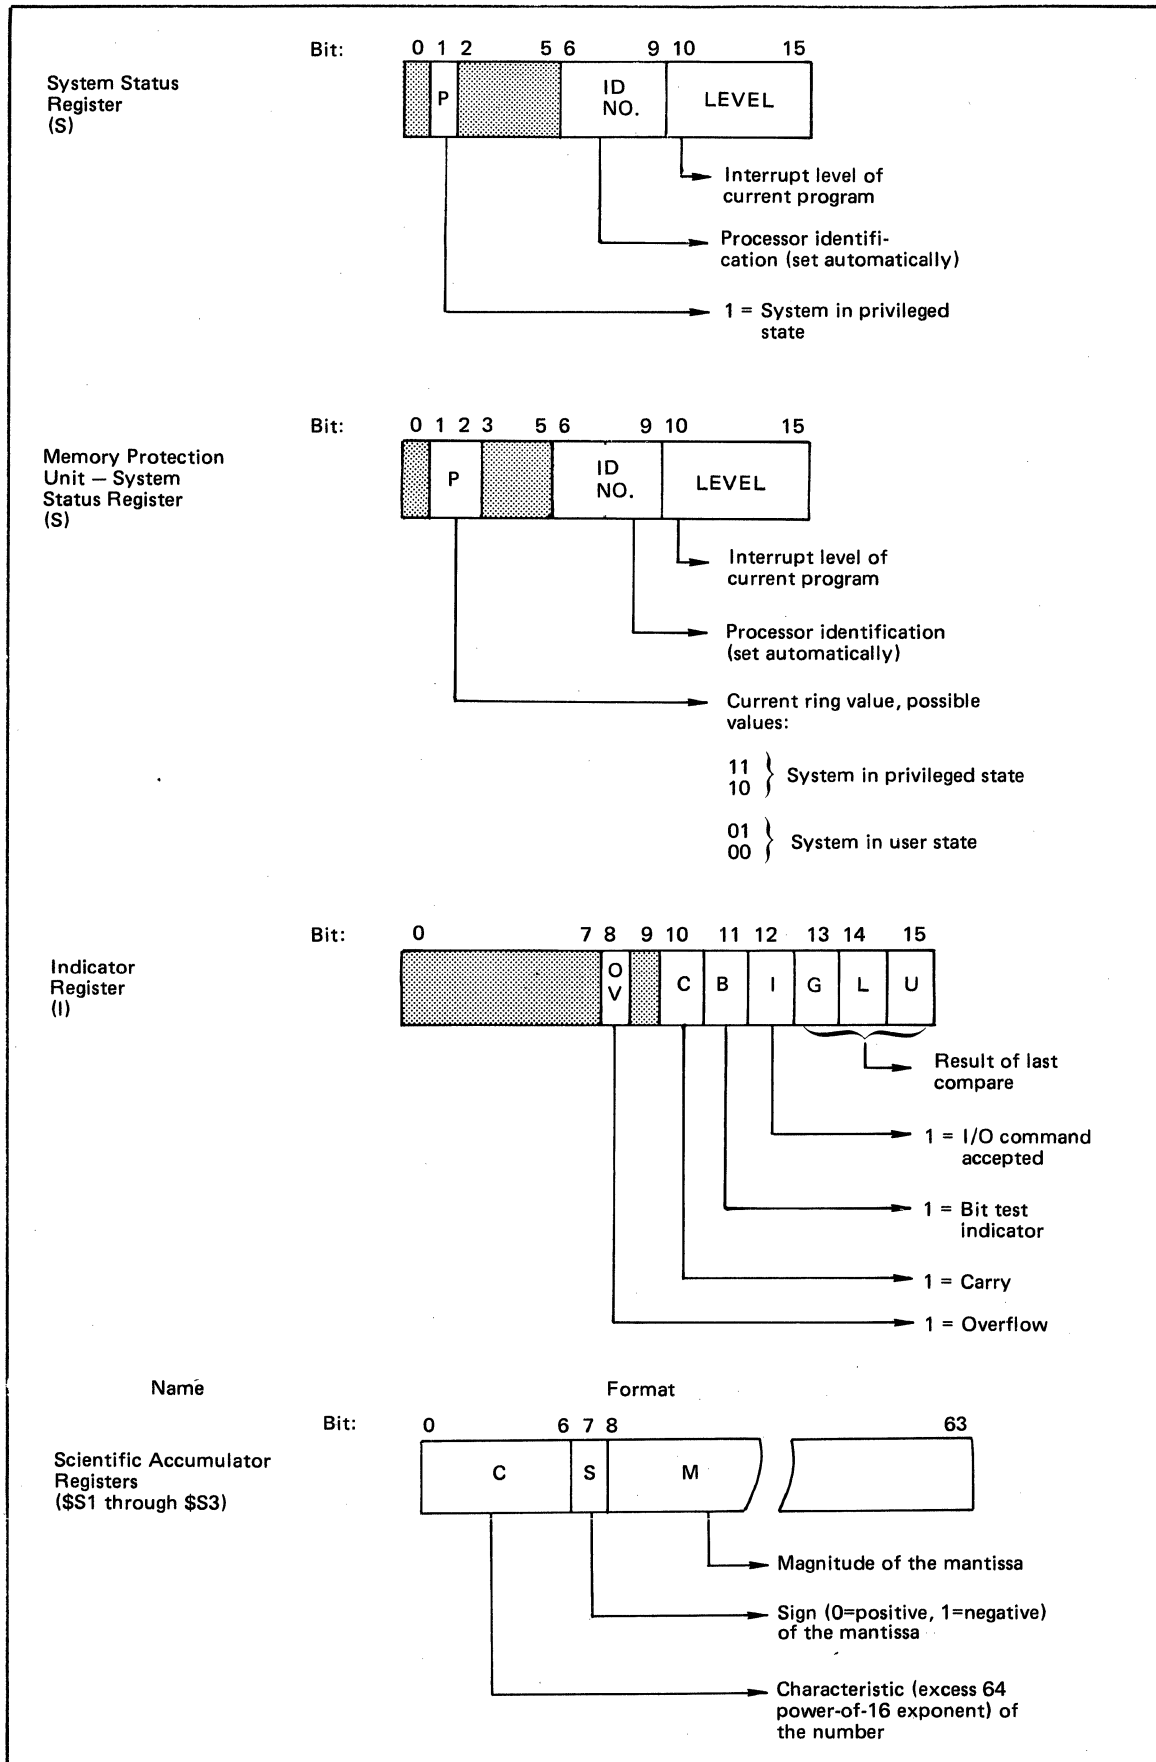 Bit: 0 1 2 5 6 9 10 15
System Status
Register
(S)
P
ID
NO.
LEVEL
Interrupt level of
current program
Processor identifi-
cation (set automatically)
1 = System in privileged
state
Bit: 0 1 2 3 5 6 9 10 15
Memory Protection
Unit — System
Status Register
(S)
P
ID
NO.
LEVEL
Interrupt level of
current program
Processor identification
(set automatically)
Current ring value, possible
values:
11
10
} System in privileged state
01
00
} System in user state
Bit: 0 7 8 9 10 11 12 13 14 15
Indicator
Register
(I)
O
V
C B I G L U
Result of last
compare
1 = I/O command
accepted
1 = Bit test
indicator
1 = Carry
1 = Overflow
Name Format
Bit: 0 6 7 8 63
Scientific Accumulator
Registers
($S1 through $S3)
C S M
Magnitude of the mantissa
Sign (0=positive, 1=negative)
of the mantissa
Characteristic (excess 64
power-of-16 exponent) of
the number